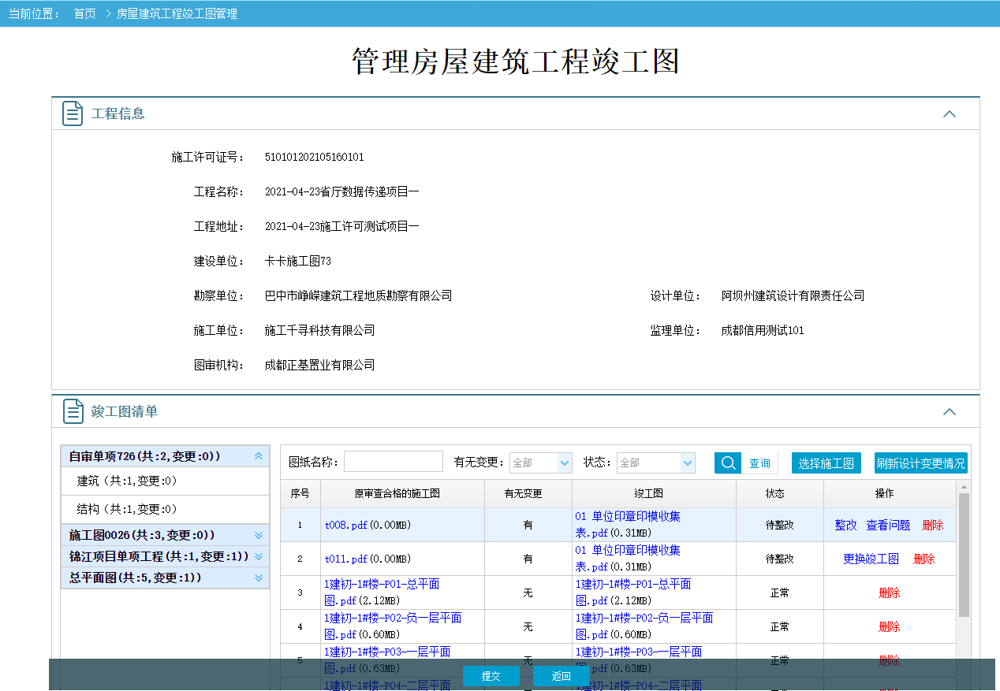 当前位置： 首页 > 房屋建筑工程竣工图管理
管理房屋建筑工程竣工图
工程信息
施工许可证号： 510101202105160101
工程名称： 2021-04-23省厅数据传递项目一
工程地址： 2021-04-23施工许可测试项目一
建设单位： 卡卡施工图73
勘察单位： 巴中市峥嵘建筑工程地质勘察有限公司 设计单位： 阿坝州建筑设计有限责任公司
施工单位： 施工千寻科技有限公司 监理单位： 成都信用测试101
图审机构： 成都正基置业有限公司
竣工图清单
自审单项726(共:2,变更:0))
建筑（共:1,变更:0）
结构（共:1,变更:0）
施工图0026(共:3,变更:0))
锦江项目单项工程(共:1,变更:1))
总平面图(共:5,变更:1))
图纸名称： 有无变更： 全部 状态： 全部 查询 选择施工图 刷新设计变更情况
序号 原审查合格的施工图 有无变更 竣工图 状态 操作
1 t008.pdf(0.00MB) 有 01 单位印章印模收集表.pdf(0.31MB) 待整改 整改 查看问题 删除
2 t011.pdf(0.00MB) 有 01 单位印章印模收集表.pdf(0.31MB) 待整改 更换竣工图 删除
3 1建初-1#楼-P01-总平面图.pdf(2.12MB) 无 1建初-1#楼-P01-总平面图.pdf(2.12MB) 正常 删除
4 1建初-1#楼-P02-负一层平面图.pdf(0.60MB) 无 1建初-1#楼-P02-负一层平面图.pdf(0.60MB) 正常 删除
5 1建初-1#楼-P03-一层平面图.pdf(0.63MB) 无 1建初-1#楼-P03-一层平面图.pdf(0.63MB) 正常 删除
1建初-1#楼-P04-二层平面 1建初-1#楼-P04-二层平面
提交 返回